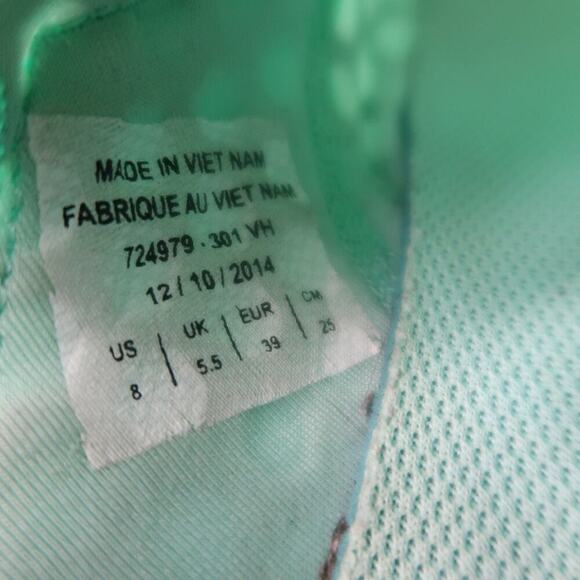 MADE IN VIET NAM
FABRIQUE AU VIET NAM
724979 - 301 VH
12 / 10 / 2014
US | UK | EUR | CM
8 | 5.5 | 39 | 25